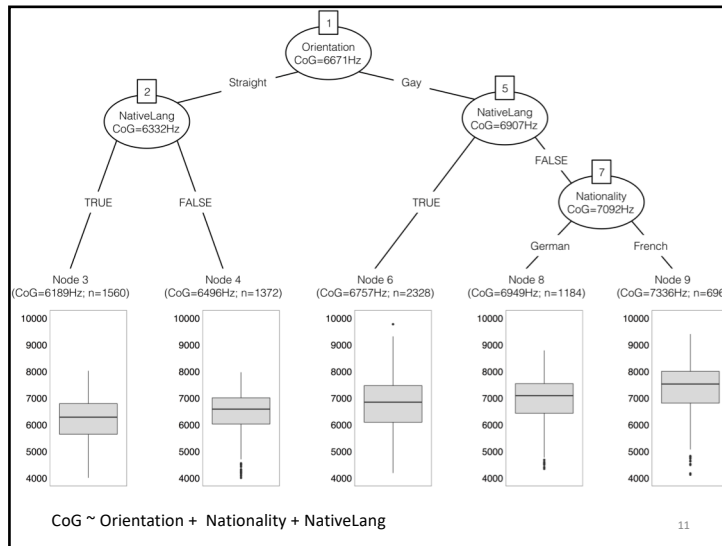 1
Orientation
CoG=6671Hz
Straight
Gay
2
NativeLang
CoG=6332Hz
5
NativeLang
CoG=6907Hz
TRUE
FALSE
TRUE
FALSE
7
Nationality
CoG=7092Hz
German
French
Node 3
(CoG=6189Hz; n=1560)
Node 4
(CoG=6496Hz; n=1372)
Node 6
(CoG=6757Hz; n=2328)
Node 8
(CoG=6949Hz; n=1184)
Node 9
(CoG=7336Hz; n=696
10000
9000
8000
7000
6000
5000
4000
10000
9000
8000
7000
6000
5000
4000
10000
9000
8000
7000
6000
5000
4000
10000
9000
8000
7000
6000
5000
4000
10000
9000
8000
7000
6000
5000
4000
CoG ~ Orientation + Nationality + NativeLang
11